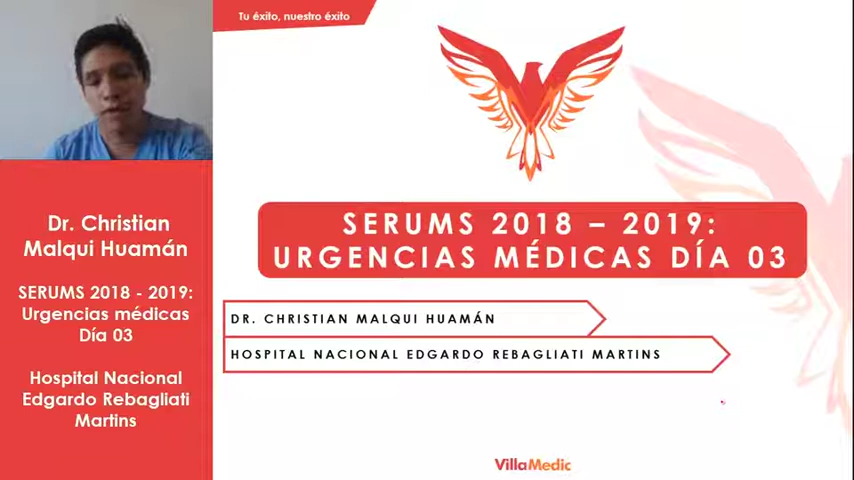 Tu éxito, nuestro éxito
Dr. Christian
Malqui Huamán
SERUMS 2018 - 2019:
Urgencias médicas
Día 03
Hospital Nacional
Edgardo Rebagliati
Martins
SERUMS 2018 – 2019:
URGENCIAS MÉDICAS DÍA 03
DR. CHRISTIAN MALQUI HUAMÁN
HOSPITAL NACIONAL EDGARDO REBAGLIATI MARTINS
VillaMedic